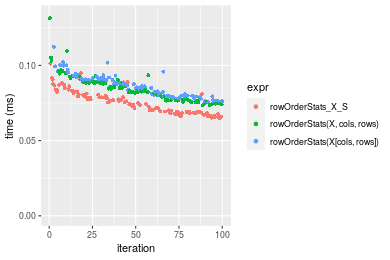 0.10
0.05
0.00
time (ms)
0
25
50
75
100
iteration
expr
rowOrderStats_X_S
rowOrderStats(X, cols, rows)
rowOrderStats(X[cols, rows])